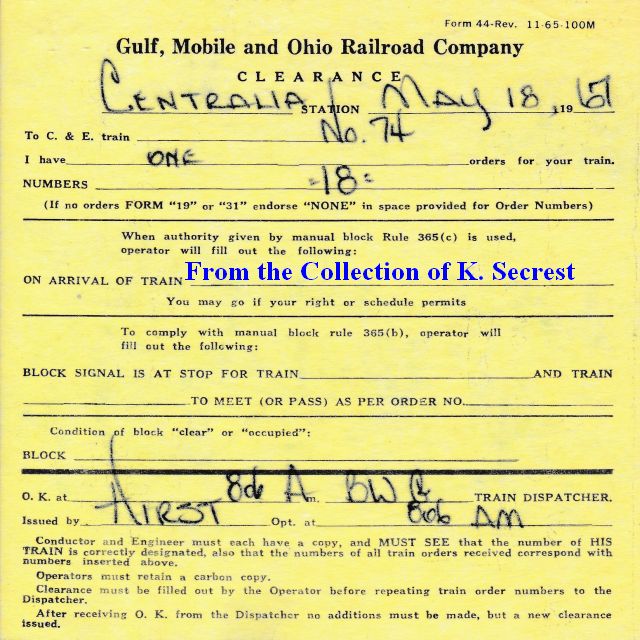 Form 44-Rev. 11-65-100M
Gulf, Mobile and Ohio Railroad Company
CLEARANCE
CENTRALIA STATION MAY 18, 1967
To C. & E. train No. 74
I have ONE orders for your train.
NUMBERS -18-
(If no orders FORM "19" or "31" endorse "NONE" in space provided for Order Numbers)
When authority given by manual block Rule 365(c) is used,
operator will fill out the following:
ON ARRIVAL OF TRAIN From the Collection of K. Secrest
You may go if your right or schedule permits
To comply with manual block rule 365(b), operator will
fill out the following:
BLOCK SIGNAL IS AT STOP FOR TRAIN AND TRAIN
TO MEET (OR PASS) AS PER ORDER NO.
Condition of block "clear" or "occupied":
BLOCK
O. K. at 806 A m. BWC TRAIN DISPATCHER.
Issued by HIRST Opt. at 806 AM
Conductor and Engineer must each have a copy, and MUST SEE that the number of HIS
TRAIN is correctly designated, also that the numbers of all train orders received correspond with
numbers inserted above.
Operators must retain a carbon copy.
Clearance must be filled out by the Operator before repeating train order numbers to the
Dispatcher.
After receiving O. K. from the Dispatcher no additions must be made, but a new clearance
issued.